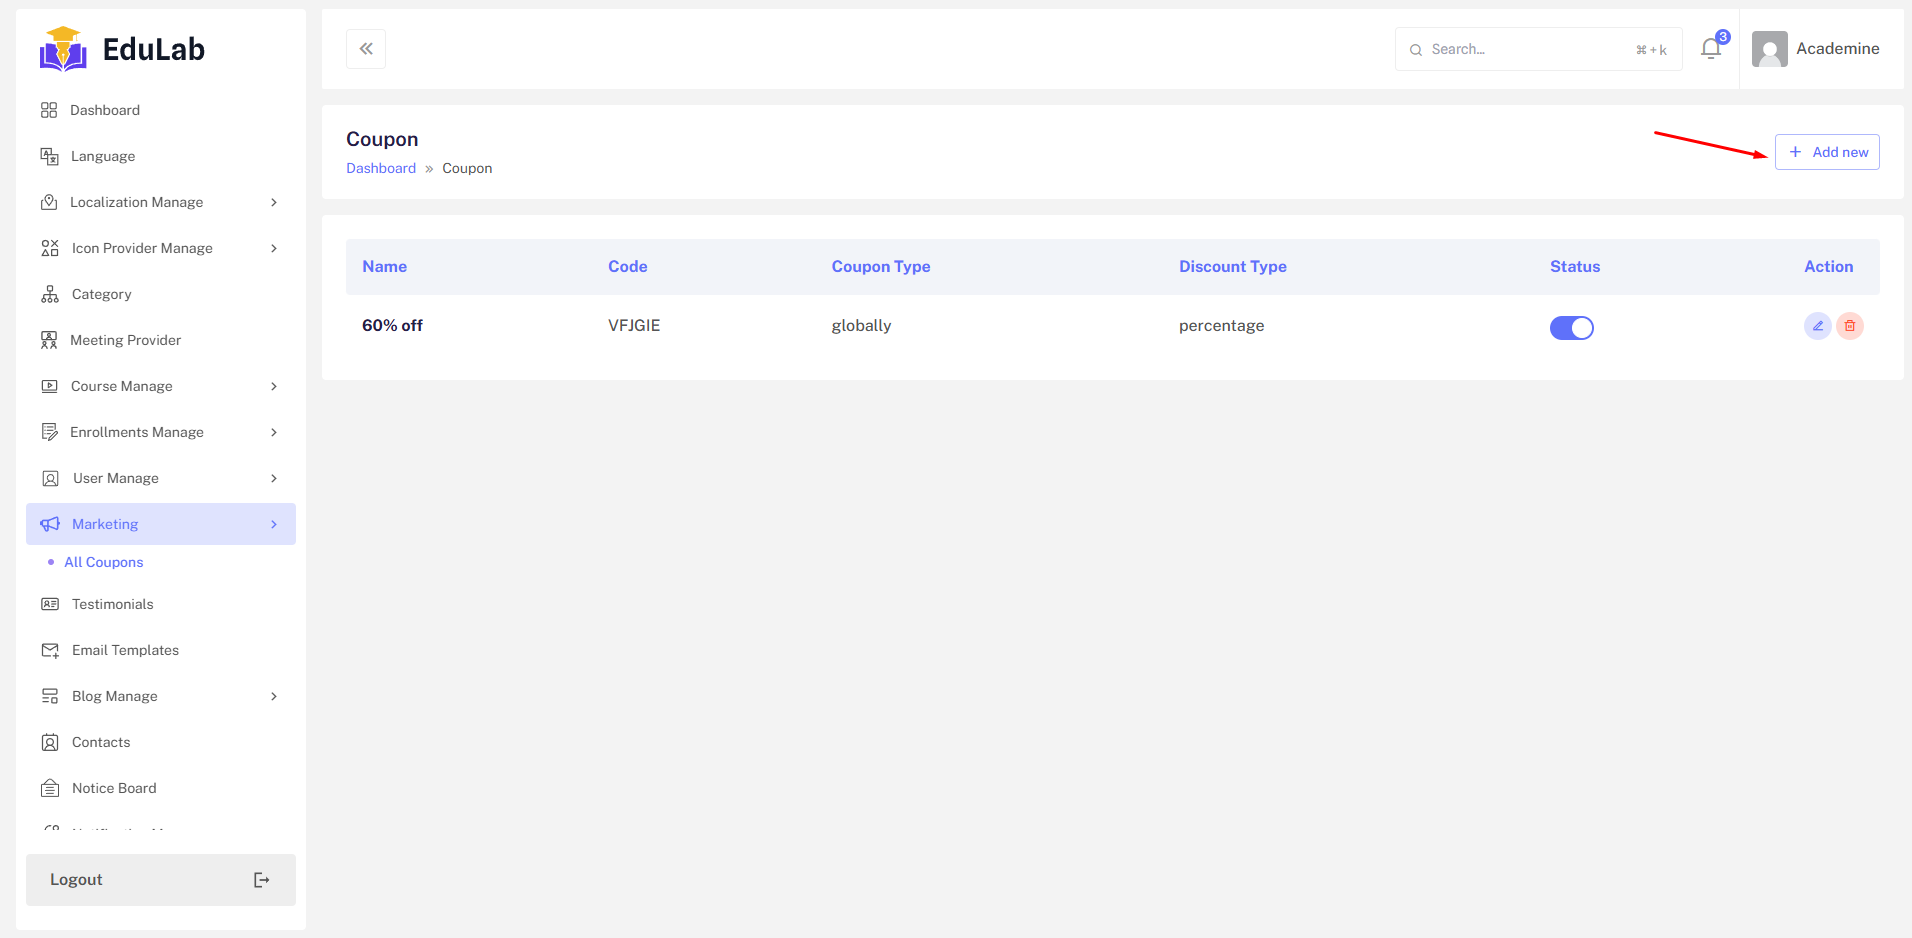 EduLab
Search...
⌘ + k
3
Academine
Dashboard
Language
Localization Manage
Icon Provider Manage
Category
Meeting Provider
Course Manage
Enrollments Manage
User Manage
Marketing
All Coupons
Testimonials
Email Templates
Blog Manage
Contacts
Notice Board
Logout
Coupon
Dashboard » Coupon
+ Add new
Name Code Coupon Type Discount Type Status Action
60% off VFJGIE globally percentage